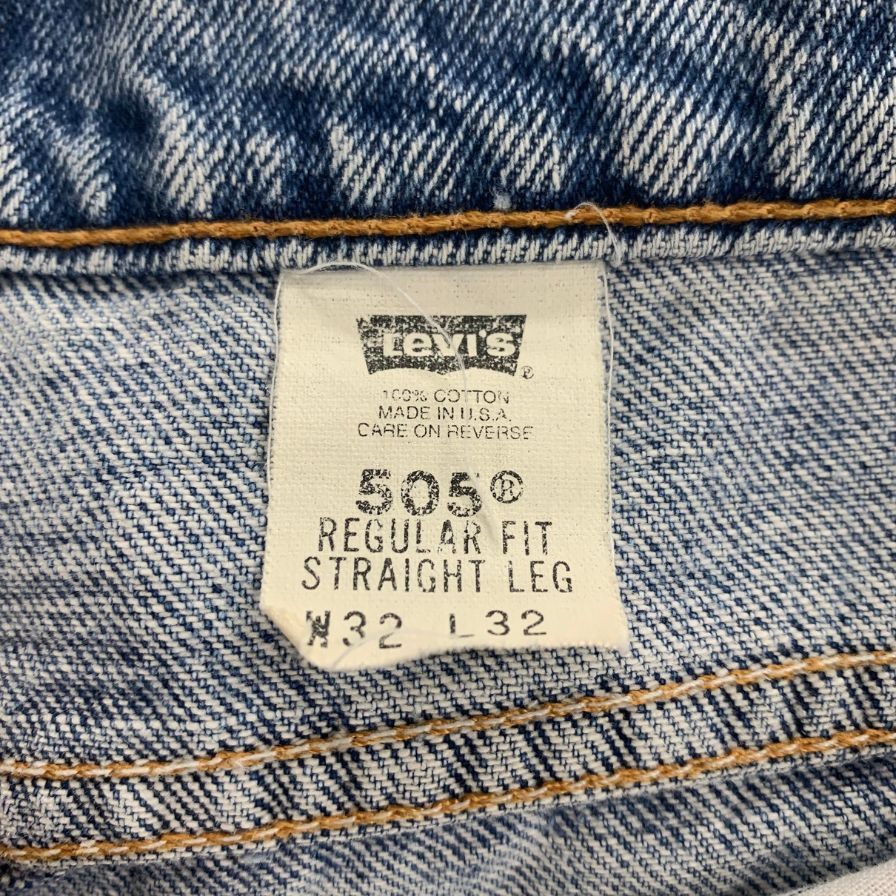 Levi's®
100% COTTON
MADE IN U.S.A.
CARE ON REVERSE
505®
REGULAR FIT
STRAIGHT LEG
W32 L32